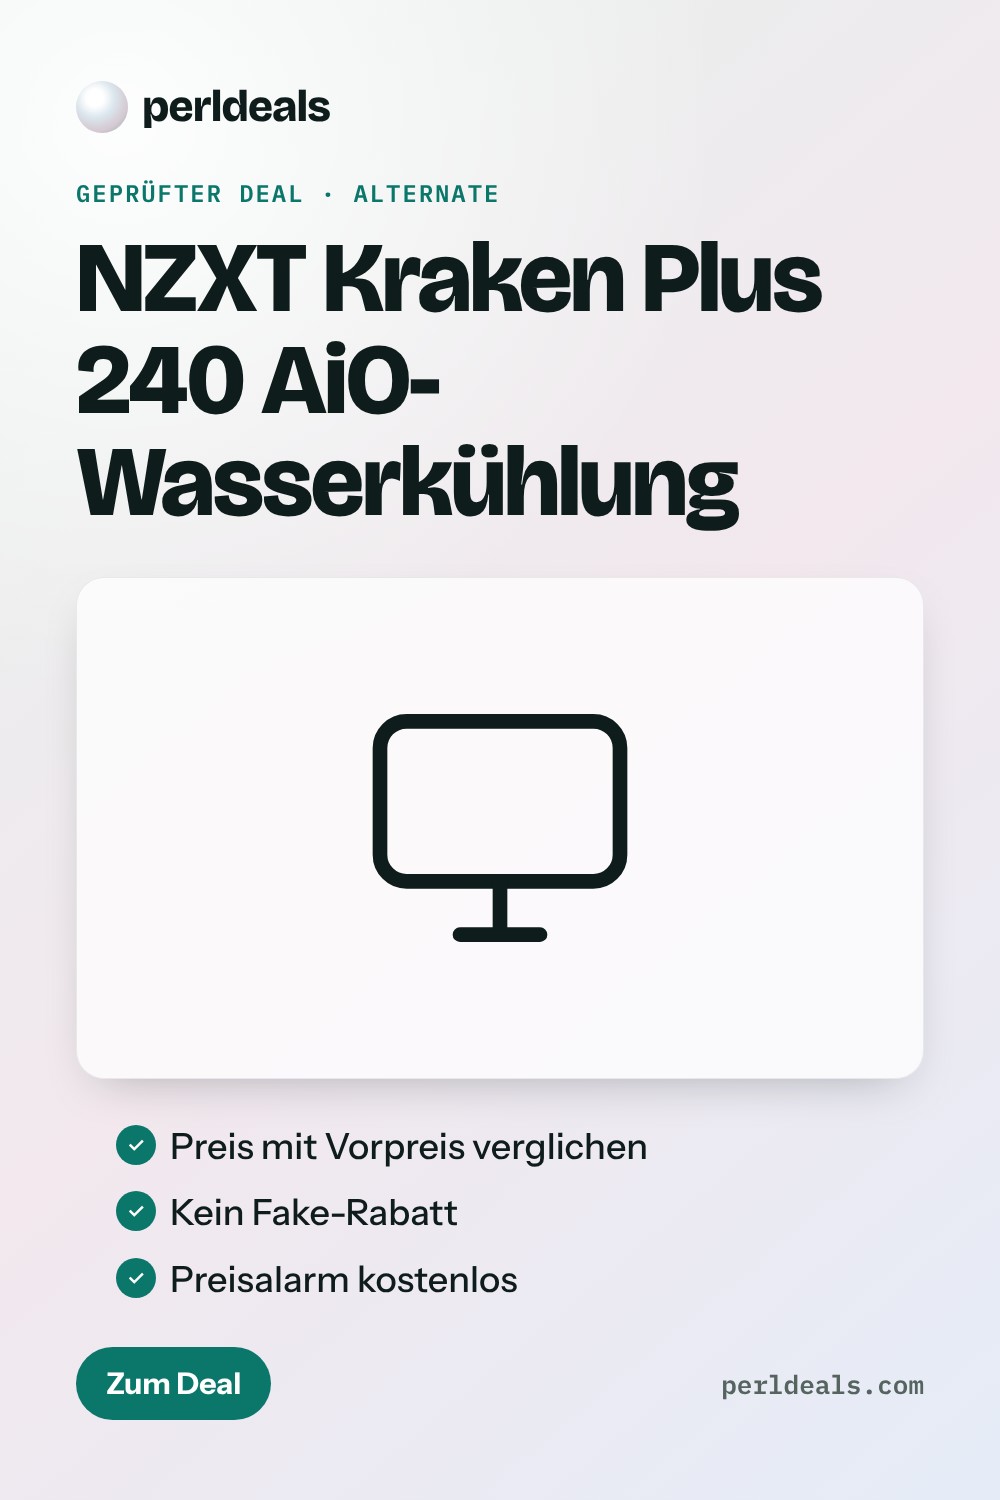 perldeals
GEPRÜFTER DEAL · ALTERNATE
NZXT Kraken Plus
240 AiO-
Wasserkühlung
Preis mit Vorpreis verglichen
Kein Fake-Rabatt
Preisalarm kostenlos
Zum Deal
perldeals.com